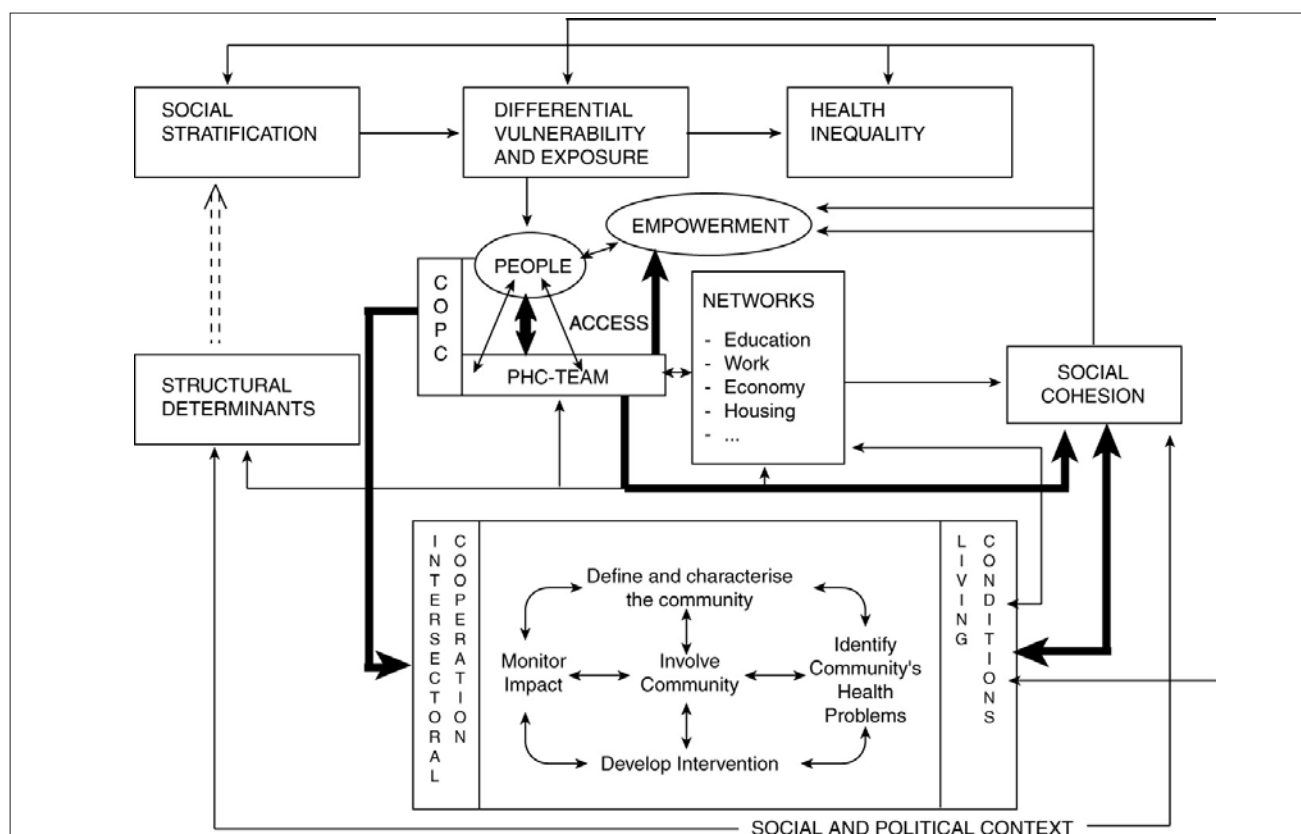 SOCIAL
STRATIFICATION
DIFFERENTIAL
VULNERABILITY
AND EXPOSURE
HEALTH
INEQUALITY
EMPOWERMENT
PEOPLE
COPC
ACCESS
PHC-TEAM
NETWORKS
- Education
- Work
- Economy
- Housing
- ...
STRUCTURAL
DETERMINANTS
SOCIAL
COHESION
INTERSECTORAL
COOPERATION
Define and characterise
the community
Monitor
Impact
Involve
Community
Identify
Community's
Health
Problems
Develop Intervention
LIVING
CONDITIONS
SOCIAL AND POLITICAL CONTEXT